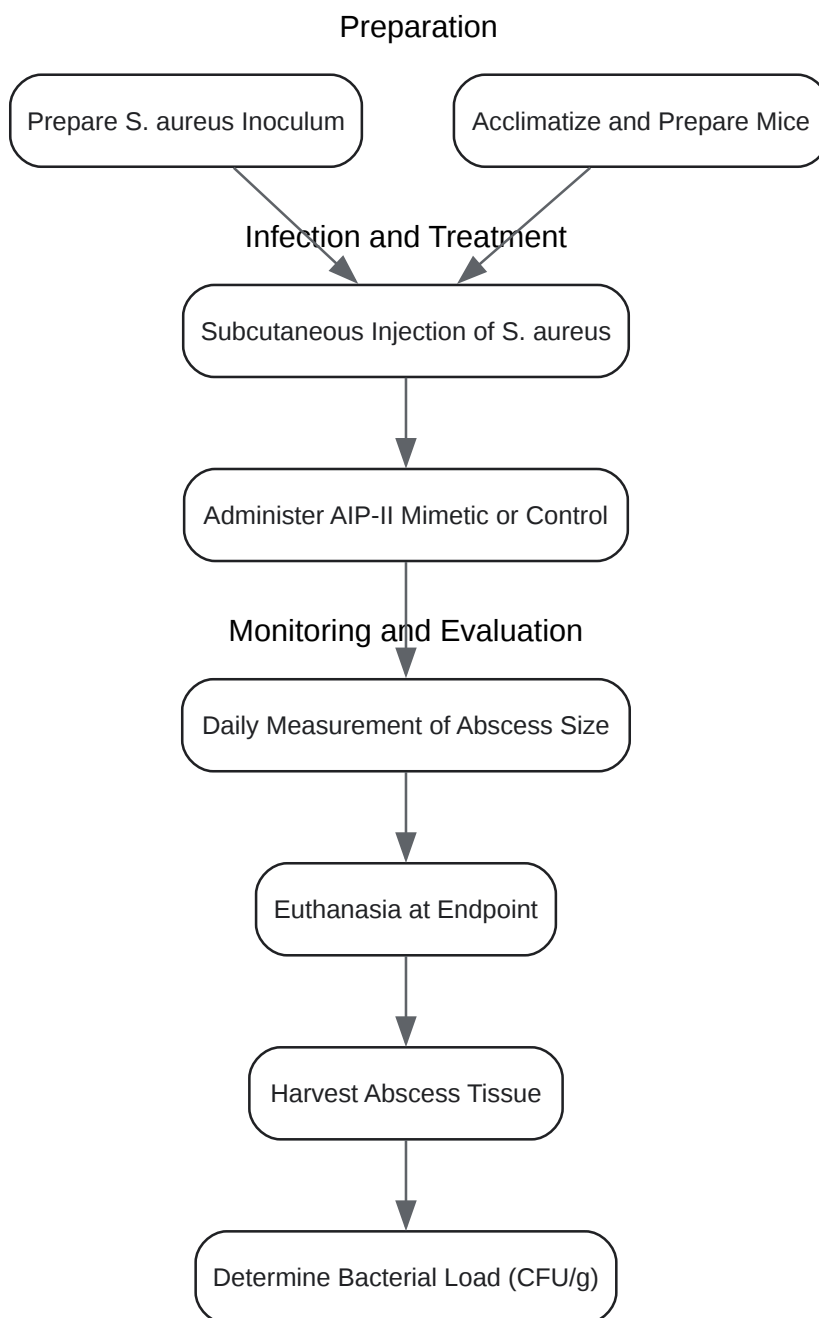 Preparation
Prepare S. aureus Inoculum
Acclimatize and Prepare Mice
Infection and Treatment
Subcutaneous Injection of S. aureus
Administer AIP-II Mimetic or Control
Monitoring and Evaluation
Daily Measurement of Abscess Size
Euthanasia at Endpoint
Harvest Abscess Tissue
Determine Bacterial Load (CFU/g)